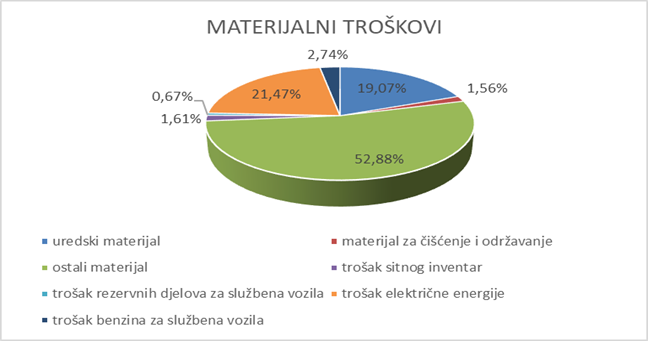 MATERIJALNI TROŠKOVI
2,74%
19,07%
1,56%
21,47%
0,67%
1,61%
52,88%
uredski materijal
materijal za čišćenje i održavanje
ostali materijal
trošak sitnog inventar
trošak rezervnih djelova za službena vozila
trošak električne energije
trošak benzina za službena vozila